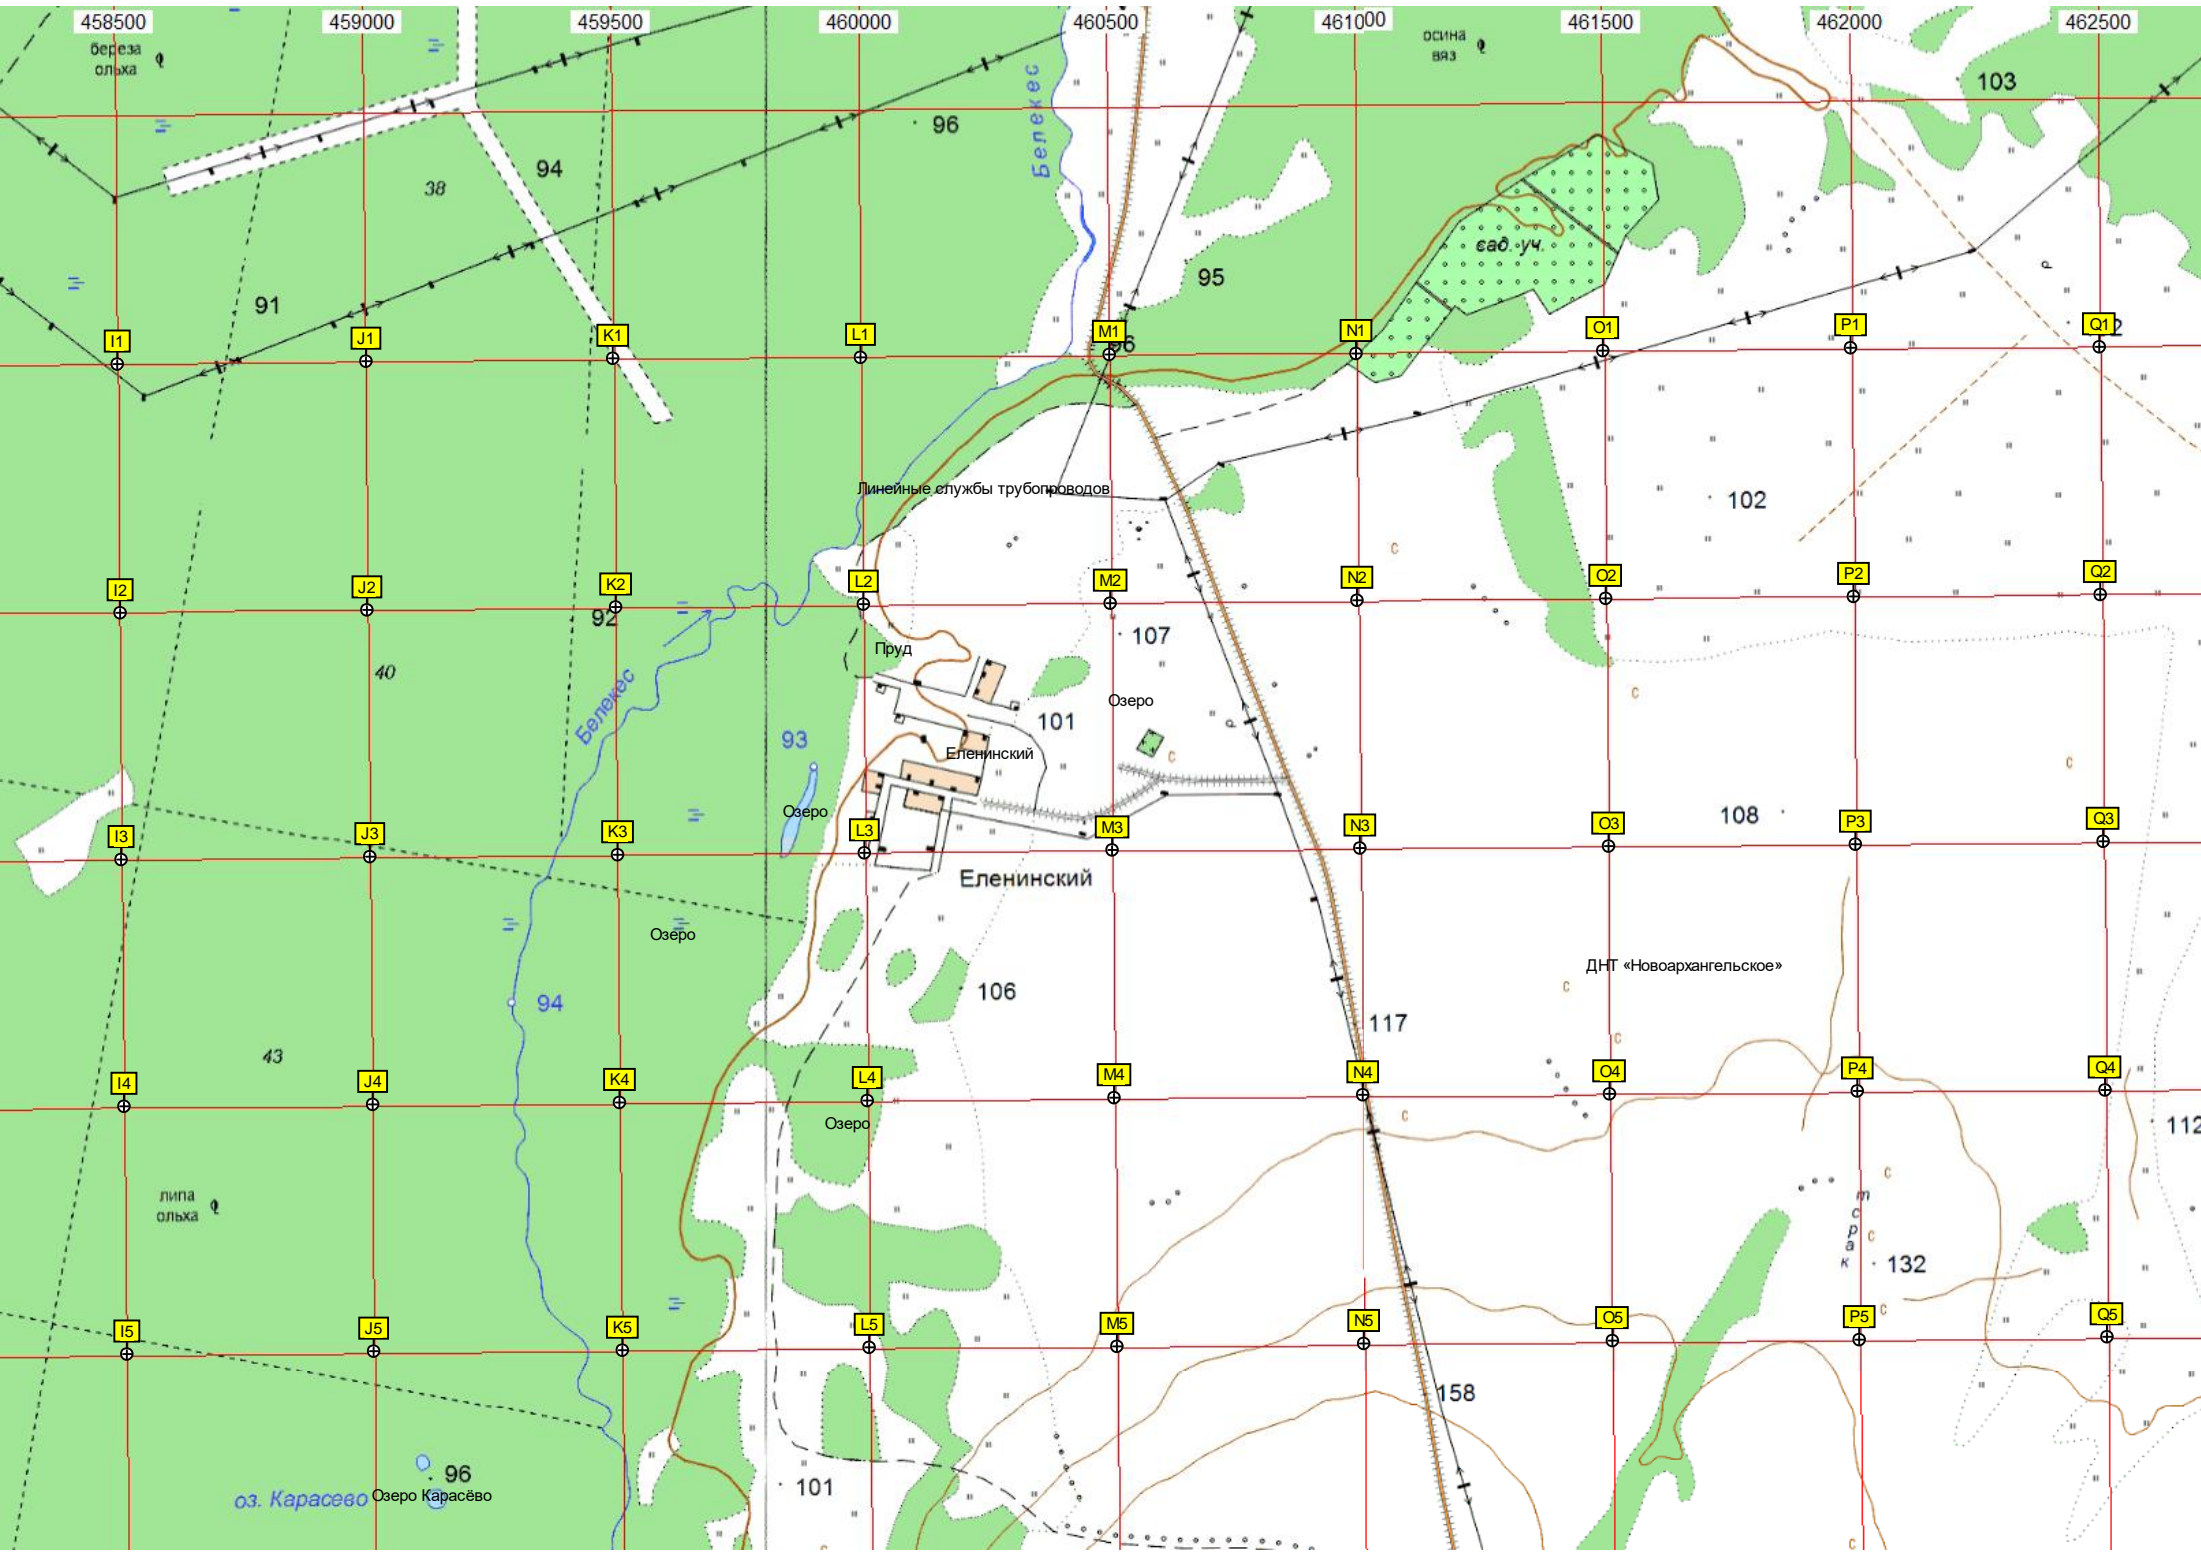 458500 459000 459500 460000 460500 461000 461500 462000 462500
береза
ольха
осина
вяз
103
Белекес
96
94
38
сад. уч.
95
91
I1 J1 K1 L1 M1 N1 O1 P1 Q1
96
2
Линейные службы трубопроводов
102
I2 J2 K2 L2 M2 N2 O2 P2 Q2
92
107
Пруд
40
Белекес
Озеро
101
93
Еленинский
Озеро
108
I3 J3 K3 L3 M3 N3 O3 P3 Q3
Еленинский
Озеро
ДНТ «Новоархангельское»
106
94
117
43
I4 J4 K4 L4 M4 N4 O4 P4 Q4
Озеро
112
липа
ольха
тсрак
132
I5 J5 K5 L5 M5 N5 O5 P5 Q5
158
96
101
оз. Карасево
Озеро Карасёво